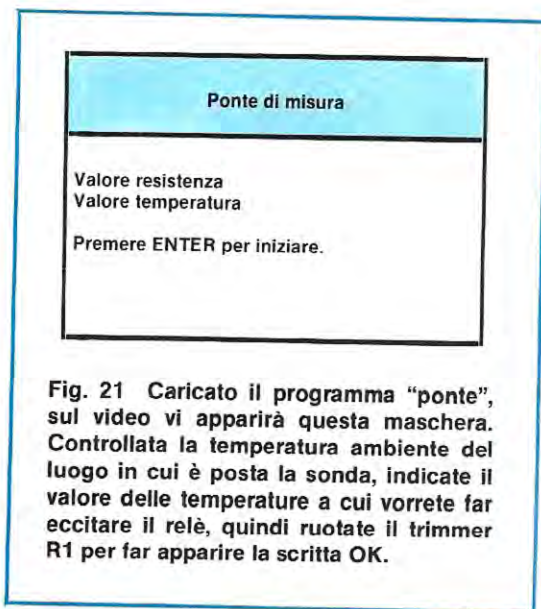 Ponte di misura
Valore resistenza
Valore temperatura
Premere ENTER per iniziare.
Fig. 21 Caricato il programma “ponte”,
sul video vi apparirà questa maschera.
Controllata la temperatura ambiente del
luogo in cui è posta la sonda, indicate il
valore delle temperature a cui vorrete far
eccitare il relè, quindi ruotate il trimmer
R1 per far apparire la scritta OK.